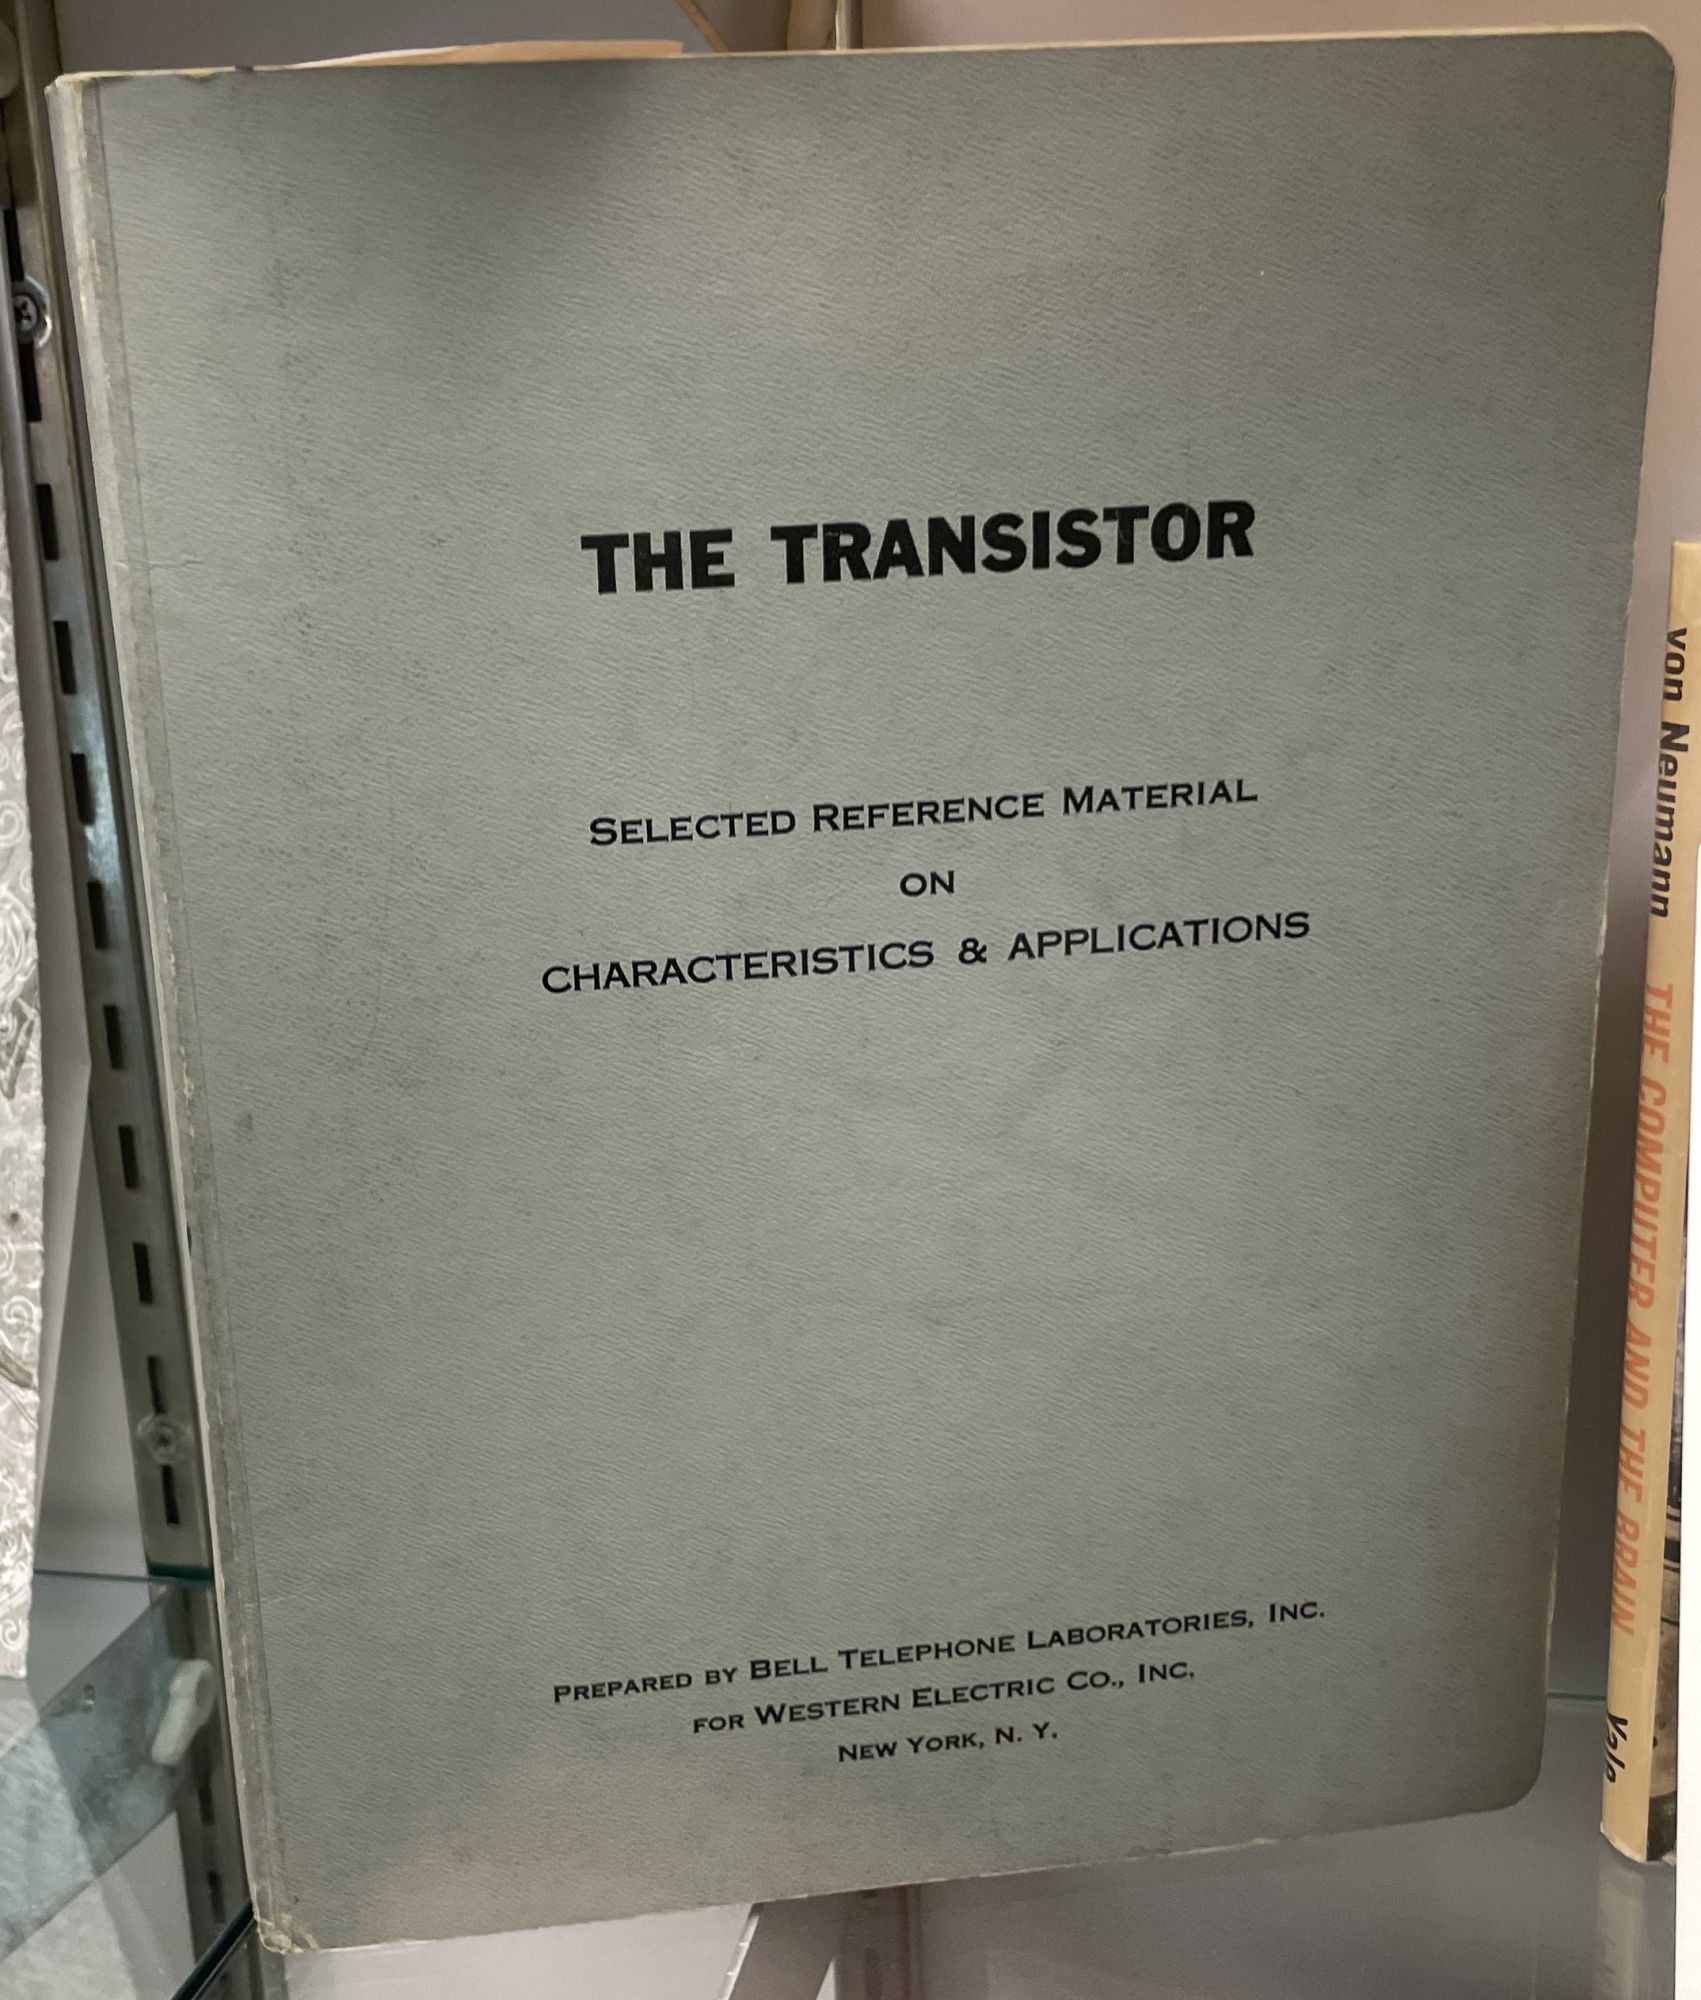 THE TRANSISTOR
SELECTED REFERENCE MATERIAL
ON
CHARACTERISTICS & APPLICATIONS
PREPARED BY BELL TELEPHONE LABORATORIES, INC.
FOR WESTERN ELECTRIC CO., INC.
NEW YORK, N. Y.
von Neumann THE COMPUTER AND THE BRAIN Yale